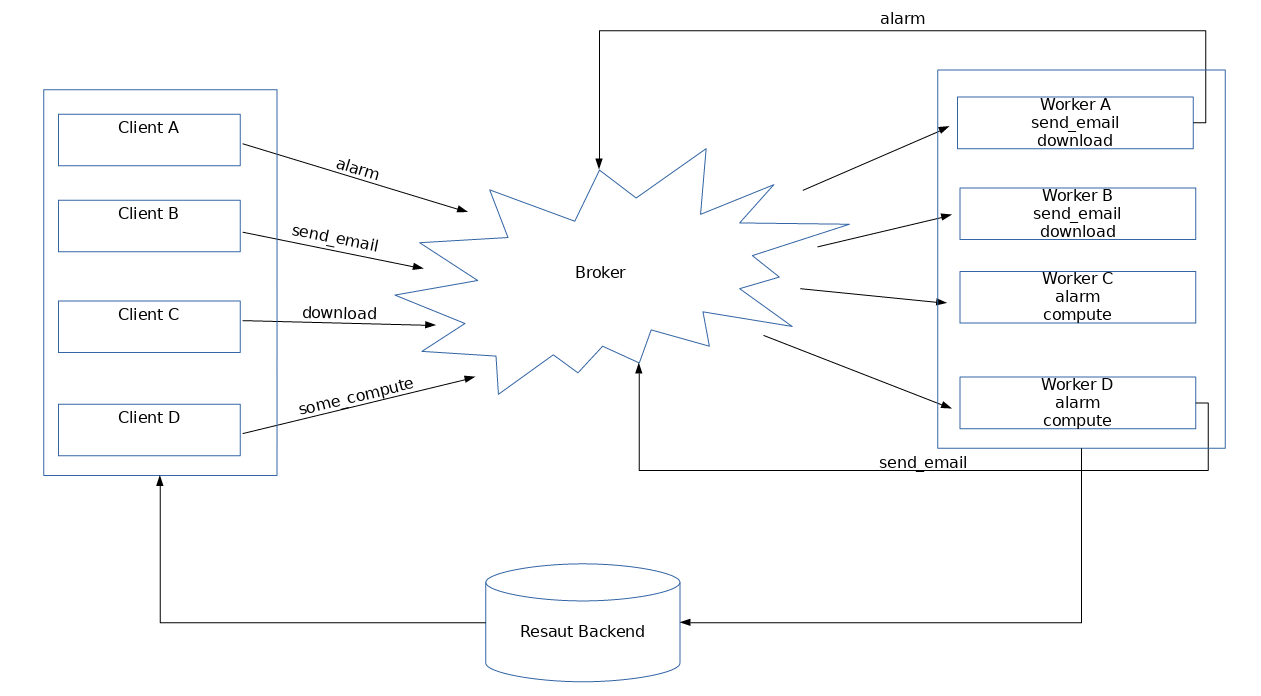 alarm
Client A
Client B
Client C
Client D
alarm
send_email
download
some_compute
Broker
Worker A
send_email
download
Worker B
send_email
download
Worker C
alarm
compute
Worker D
alarm
compute
send_email
Resaut Backend